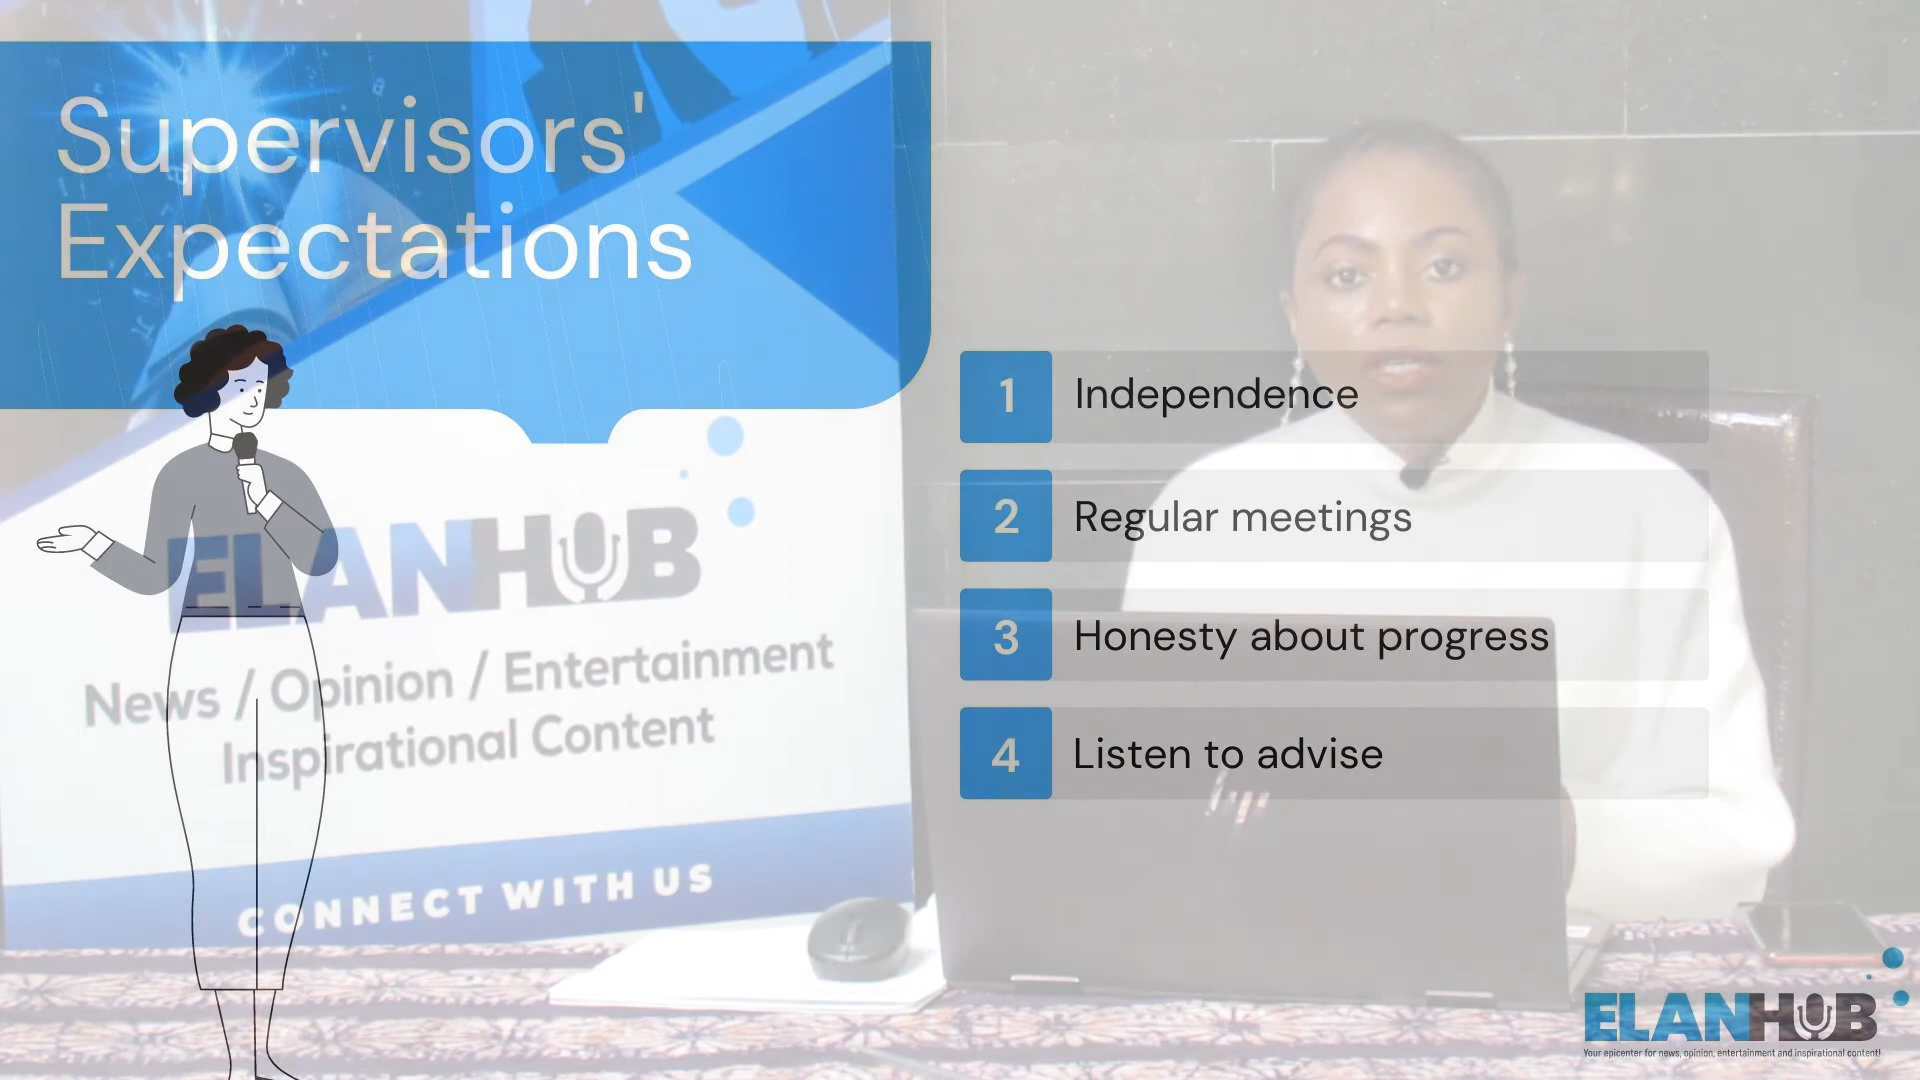 Supervisors'
Expectations
1 Independence
2 Regular meetings
3 Honesty about progress
4 Listen to advise
ELANHUB
News / Opinion / Entertainment
Inspirational Content
CONNECT WITH US
ELANHUB
Your epicenter for news, opinion, entertainment and inspirational content!